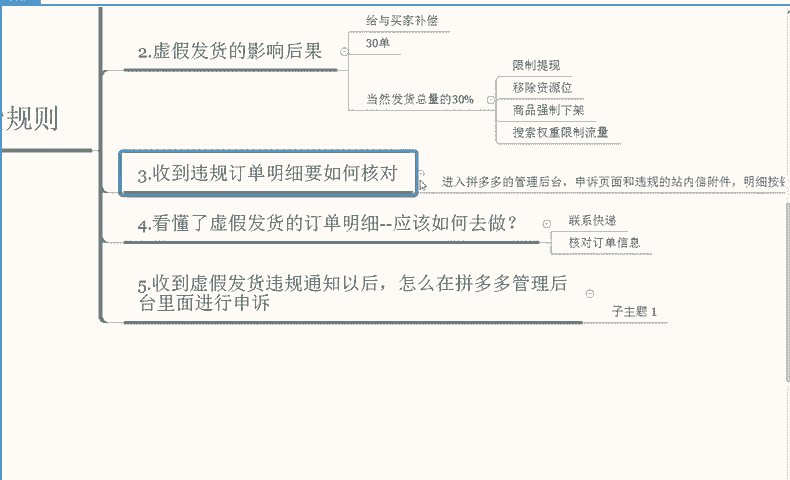 规则
2.虚假发货的影响后果
给与买家补偿
30单
当然发货总量的30%
限制提现
移除资源位
商品强制下架
搜索权重限制流量
3.收到违规订单明细要如何核对
进入拼多多的管理后台，申诉页面和违规的站内信附件，明细按
4.看懂了虚假发货的订单明细--应该如何去做？
联系快递
核对订单信息
5.收到虚假发货违规通知以后，怎么在拼多多管理后
台里面进行申诉
子主题 1